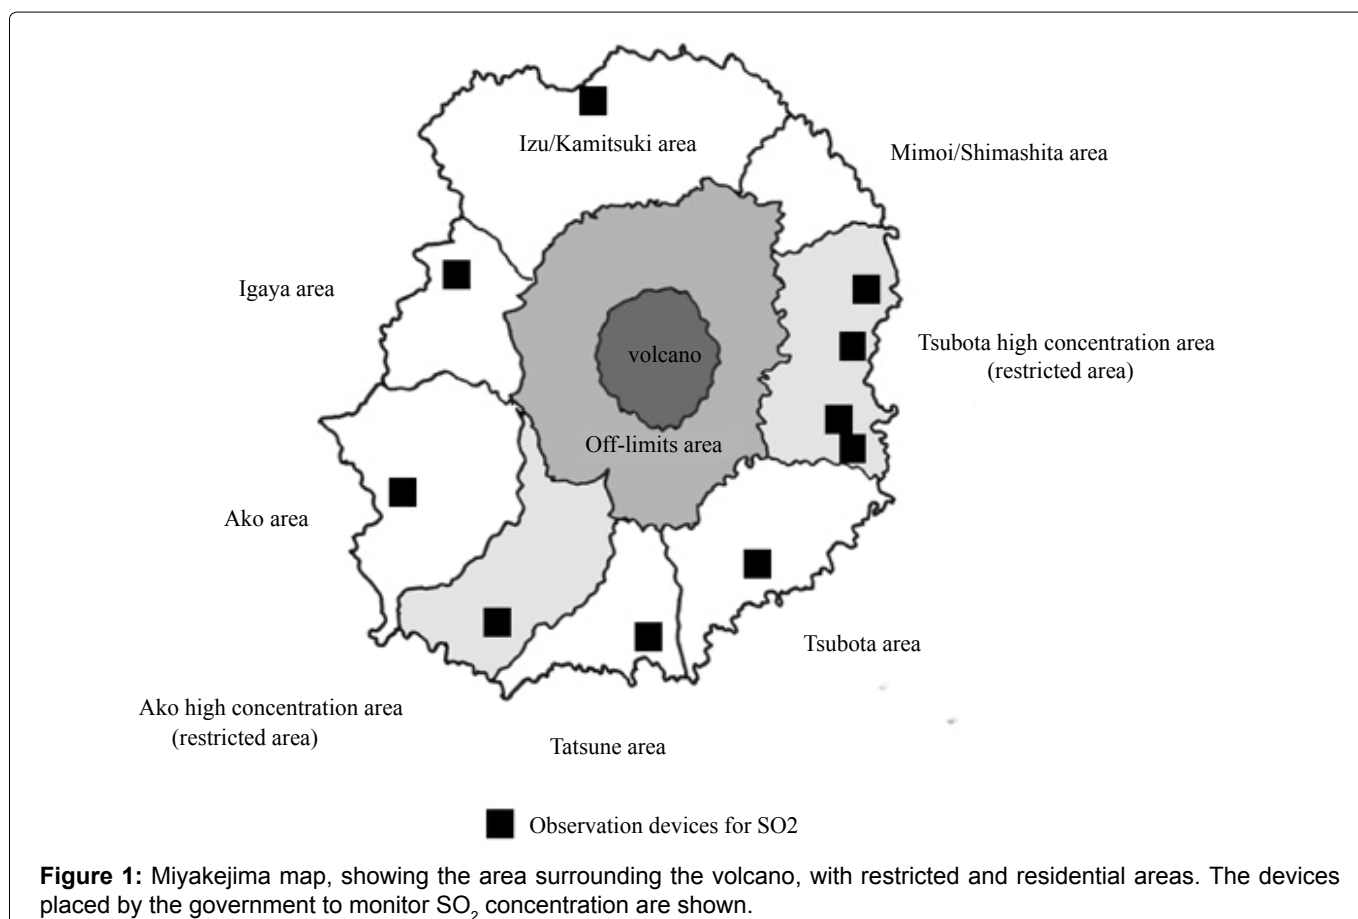 Izu/Kamitsuki area
Mimoi/Shimashita area
Igaya area
Tsubota high concentration area
(restricted area)
volcano
Off-limits area
Ako area
Tsubota area
Ako high concentration area
(restricted area)
Tatsune area
Observation devices for SO2
Figure 1: Miyakejima map, showing the area surrounding the volcano, with restricted and residential areas. The devices
placed by the government to monitor SO₂ concentration are shown.